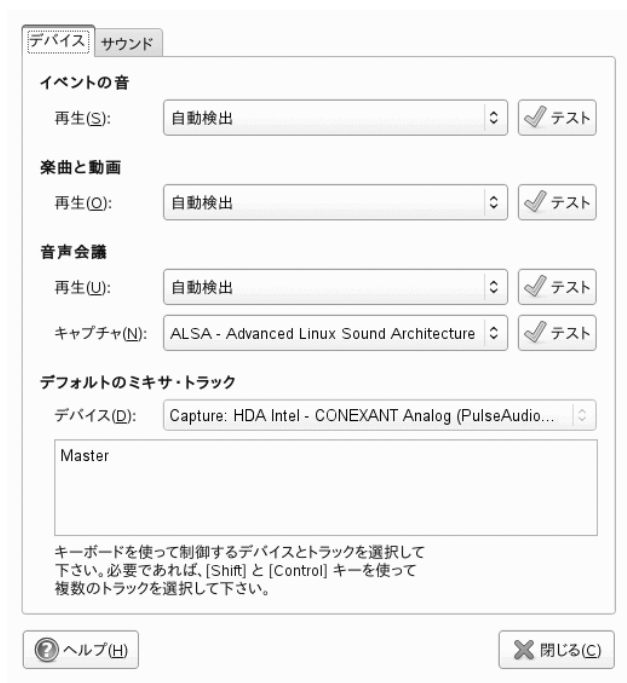 デバイス サウンド
イベントの音
再生(S): 自動検出 テスト
楽曲と動画
再生(O): 自動検出 テスト
音声会議
再生(U): 自動検出 テスト
キャプチャ(N): ALSA - Advanced Linux Sound Architecture テスト
デフォルトのミキサ・トラック
デバイス(D): Capture: HDA Intel - CONEXANT Analog (PulseAudio...
Master
キーボードを使って制御するデバイスとトラックを選択して
下さい。必要であれば、[Shift] と [Control] キーを使って
複数のトラックを選択して下さい。
ヘルプ(H) 閉じる(C)